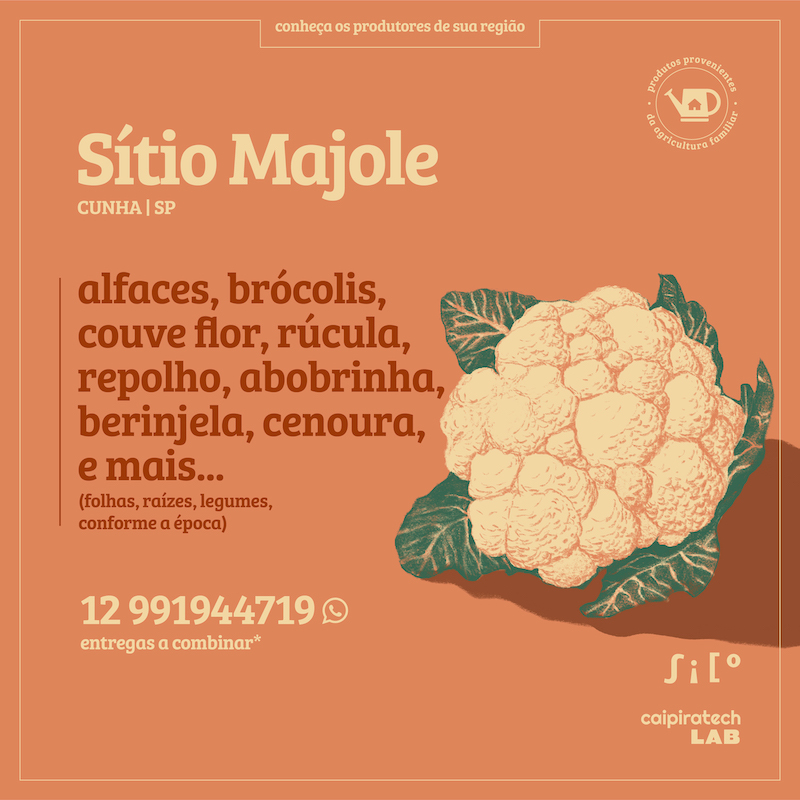 conheça os produtores de sua região
produtos provenientes
da agricultura familiar
Sítio Majole
CUNHA | SP
alfaces, brócolis,
couve flor, rúcula,
repolho, abobrinha,
berinjela, cenoura,
e mais...
(folhas, raízes, legumes,
conforme a época)
12 991944719
entregas a combinar*
caipiratech
LAB